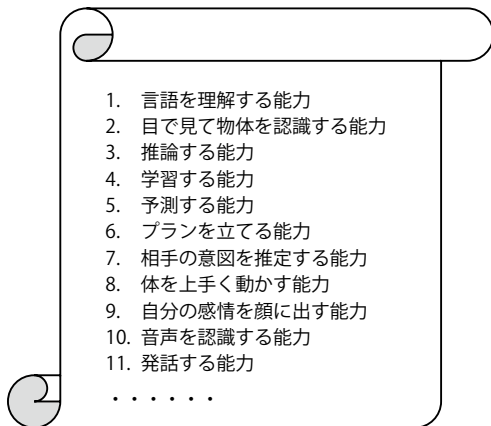 1. 言語を理解する能力
2. 目で見て物体を認識する能力
3. 推論する能力
4. 学習する能力
5. 予測する能力
6. プランを立てる能力
7. 相手の意図を推定する能力
8. 体を上手く動かす能力
9. 自分の感情を顔に出す能力
10. 音声を認識する能力
11. 発話する能力
・・・・・・